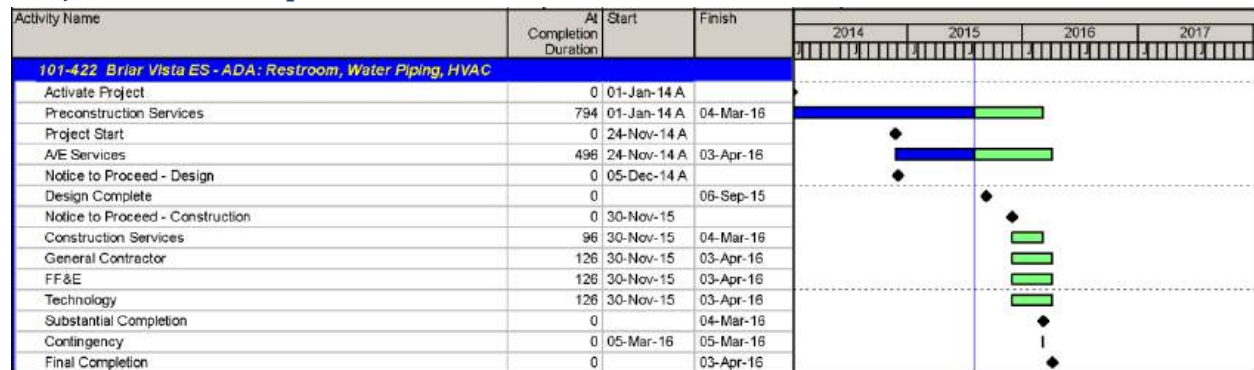 Activity Name At Completion Duration Start Finish 2014 2015 2016 2017
101-422 Briar Vista ES - ADA: Restroom, Water Piping, HVAC
Activate Project 0 01-Jan-14 A
Preconstruction Services 794 01-Jan-14 A 04-Mar-16
Project Start 0 24-Nov-14 A
A/E Services 496 24-Nov-14 A 03-Apr-16
Notice to Proceed - Design 0 05-Dec-14 A
Design Complete 0 06-Sep-15
Notice to Proceed - Construction 0 30-Nov-15
Construction Services 96 30-Nov-15 04-Mar-16
General Contractor 126 30-Nov-15 03-Apr-16
FF&E 126 30-Nov-15 03-Apr-16
Technology 126 30-Nov-15 03-Apr-16
Substantial Completion 0 04-Mar-16
Contingency 0 05-Mar-16 05-Mar-16
Final Completion 0 03-Apr-16